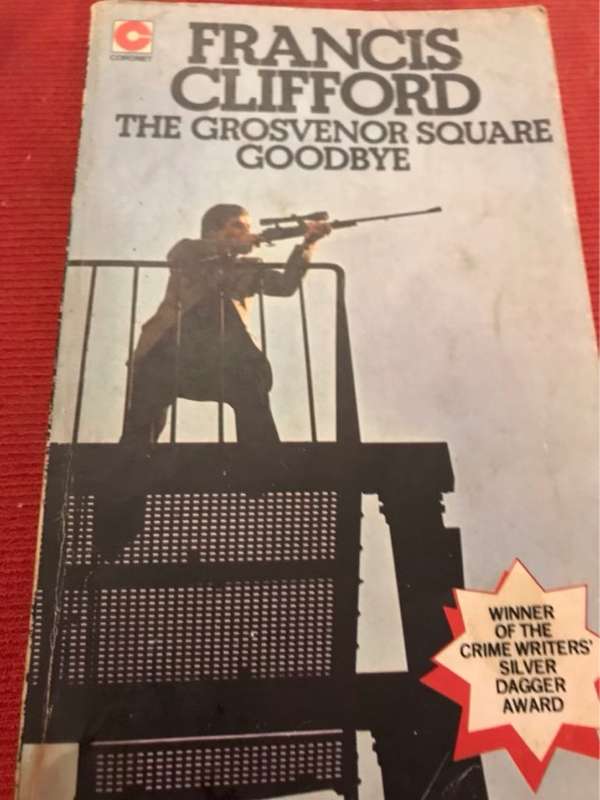 CORONET
FRANCIS
CLIFFORD
THE GROSVENOR SQUARE
GOODBYE
WINNER
OF THE
CRIME WRITERS'
SILVER
DAGGER
AWARD